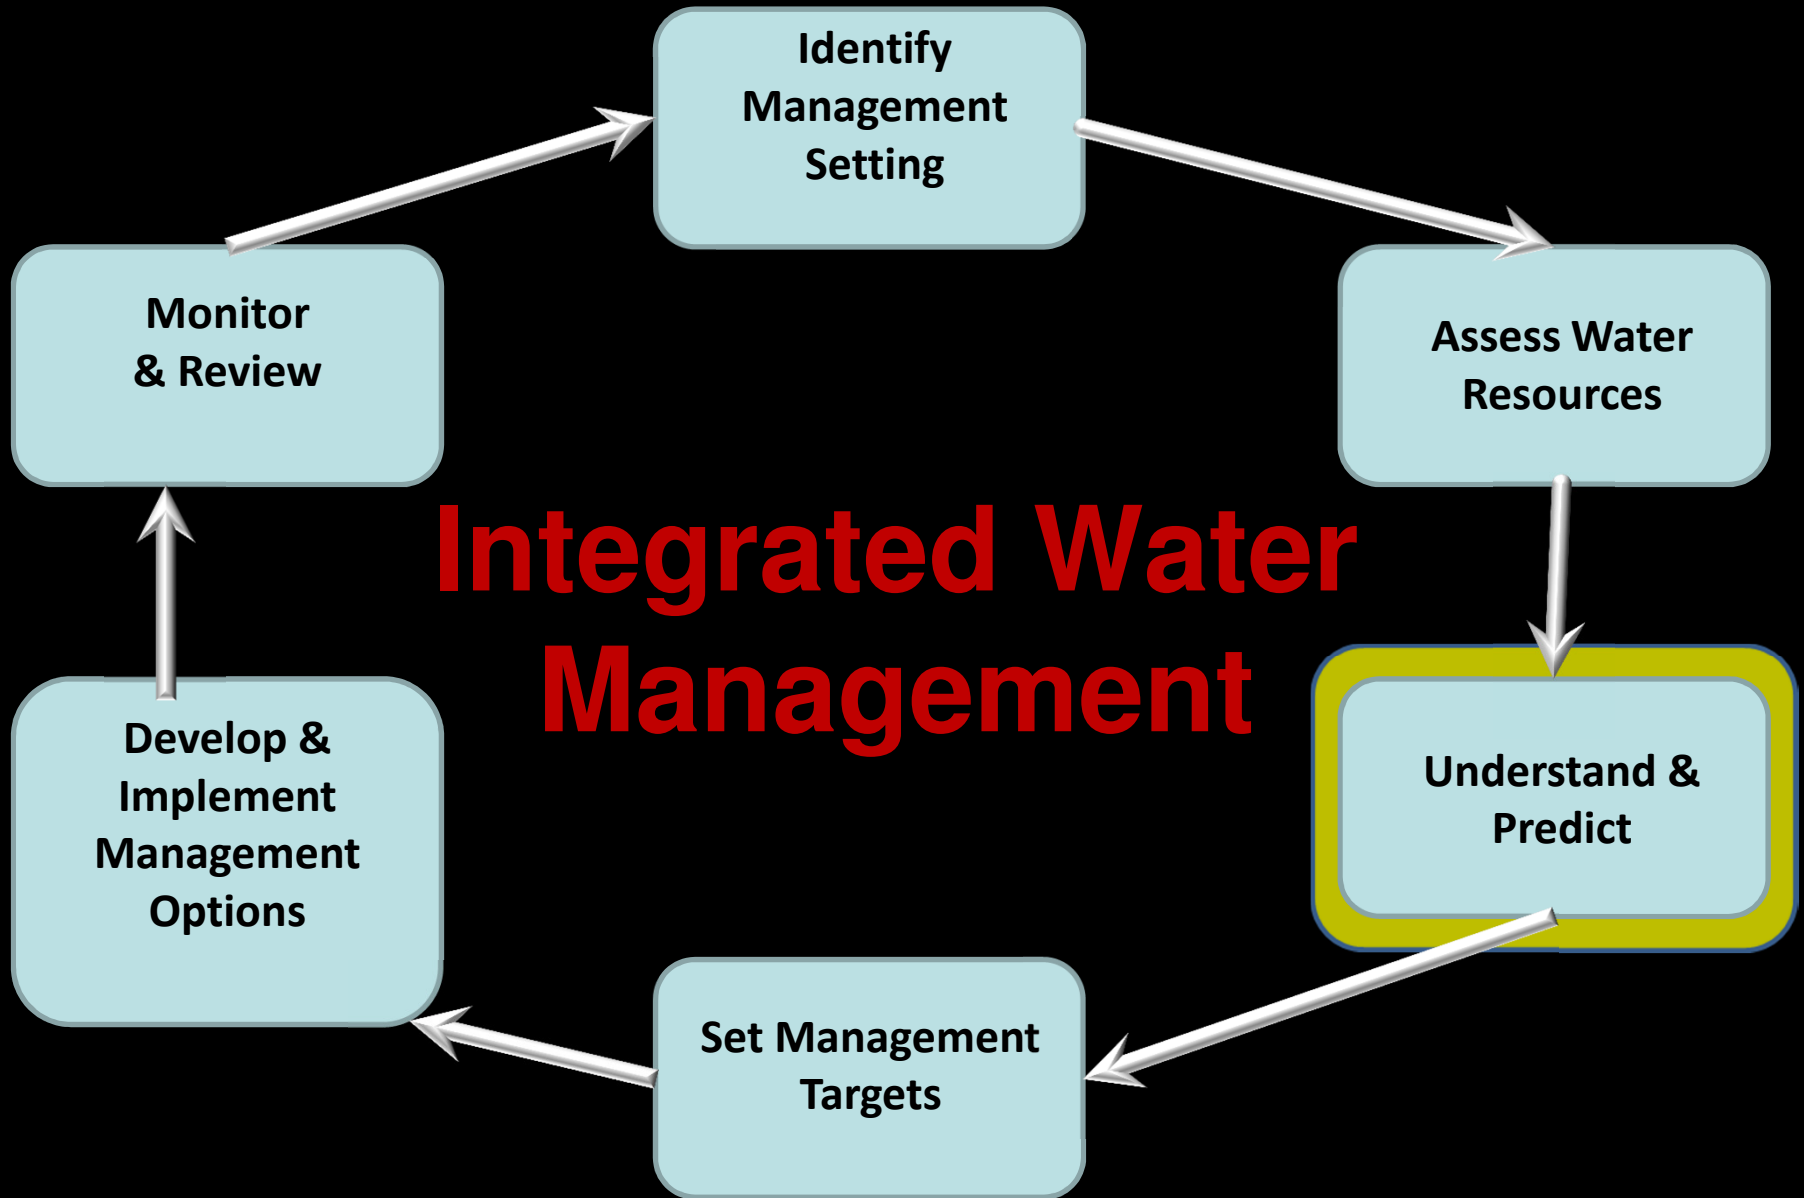 Identify
Management
Setting
Assess Water
Resources
Understand &
Predict
Set Management
Targets
Develop &
Implement
Management
Options
Monitor
& Review
Integrated Water
Management